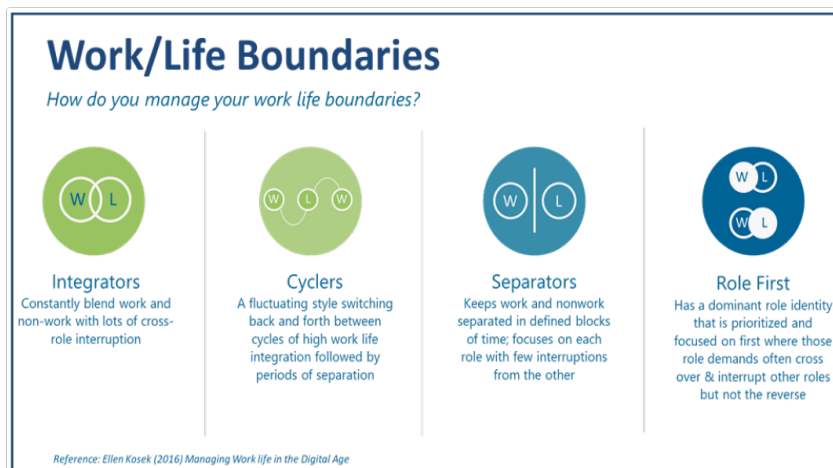 Work/Life Boundaries
How do you manage your work life boundaries?
W L
Integrators
Constantly blend work and
non-work with lots of cross-
role interruption
W L W
Cyclers
A fluctuating style switching
back and forth between
cycles of high work life
integration followed by
periods of separation
W L
Separators
Keeps work and nonwork
separated in defined blocks
of time; focuses on each
role with few interruptions
from the other
W L
W L
Role First
Has a dominant role identity
that is prioritized and
focused on first where those
role demands often cross
over & interrupt other roles
but not the reverse
Reference: Ellen Kosek (2016) Managing Work life in the Digital Age